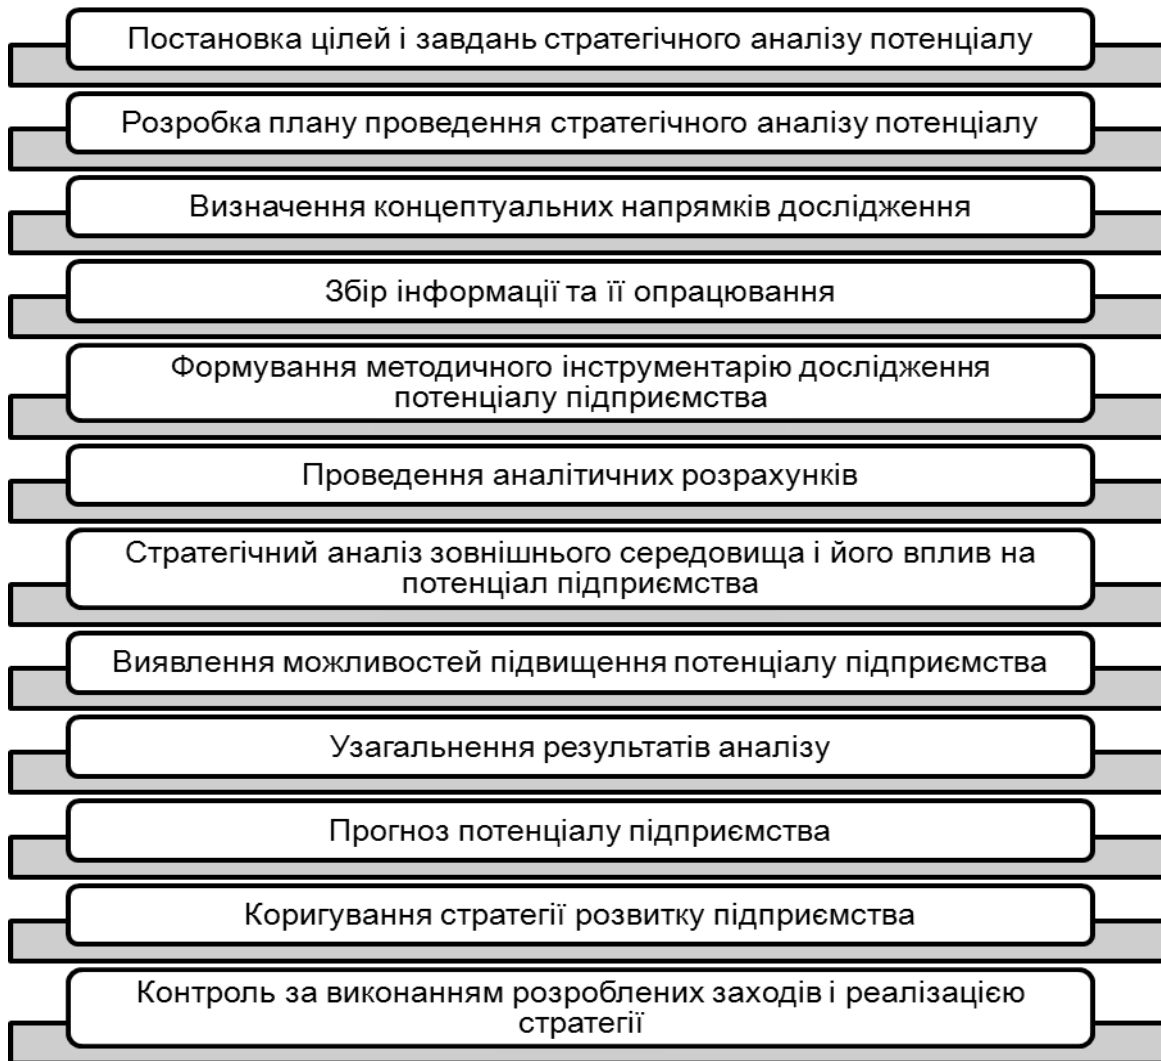 Постановка цілей і завдань стратегічного аналізу потенціалу
Розробка плану проведення стратегічного аналізу потенціалу
Визначення концептуальних напрямків дослідження
Збір інформації та її опрацювання
Формування методичного інструментарію дослідження
потенціалу підприємства
Проведення аналітичних розрахунків
Стратегічний аналіз зовнішнього середовища і його вплив на
потенціал підприємства
Виявлення можливостей підвищення потенціалу підприємства
Узагальнення результатів аналізу
Прогноз потенціалу підприємства
Коригування стратегії розвитку підприємства
Контроль за виконанням розроблених заходів і реалізацією
стратегії